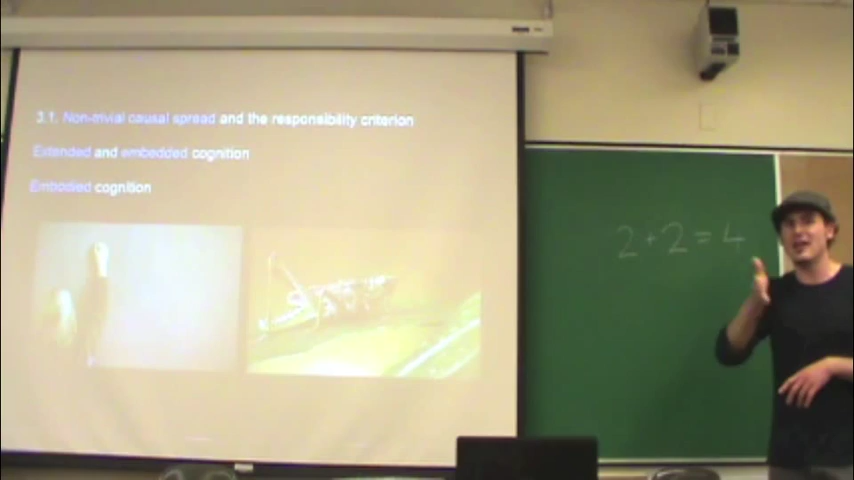 3.1. Non-trivial causal spread and the responsibility criterion
Extended and embedded cognition
Embodied cognition
2+2=4